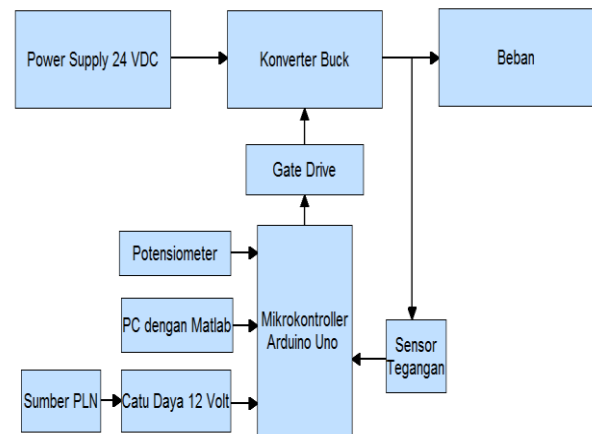 Power Supply 24 VDC
Konverter Buck
Beban
Gate Drive
Potensiometer
PC dengan Matlab
Mikrokontroller
Arduino Uno
Sensor
Tegangan
Sumber PLN
Catu Daya 12 Volt